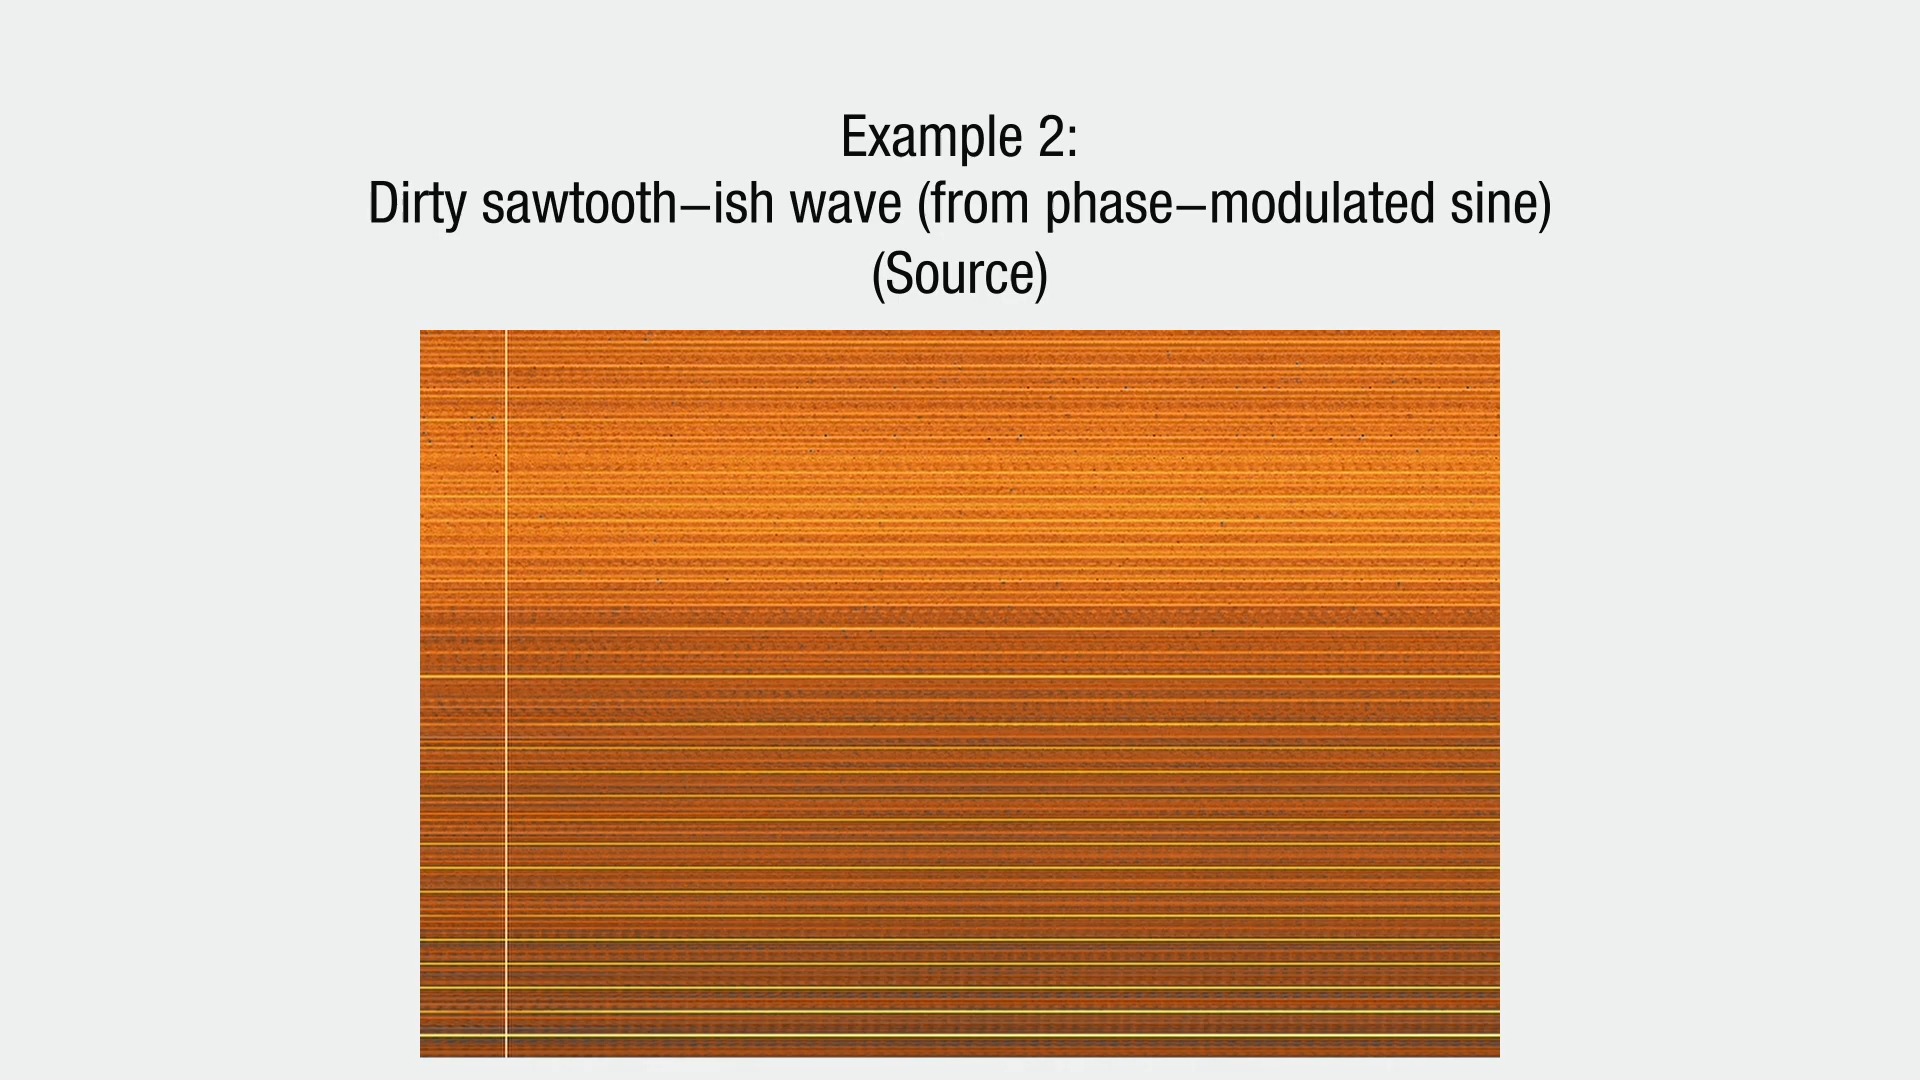 Example 2:
Dirty sawtooth–ish wave (from phase–modulated sine)
(Source)